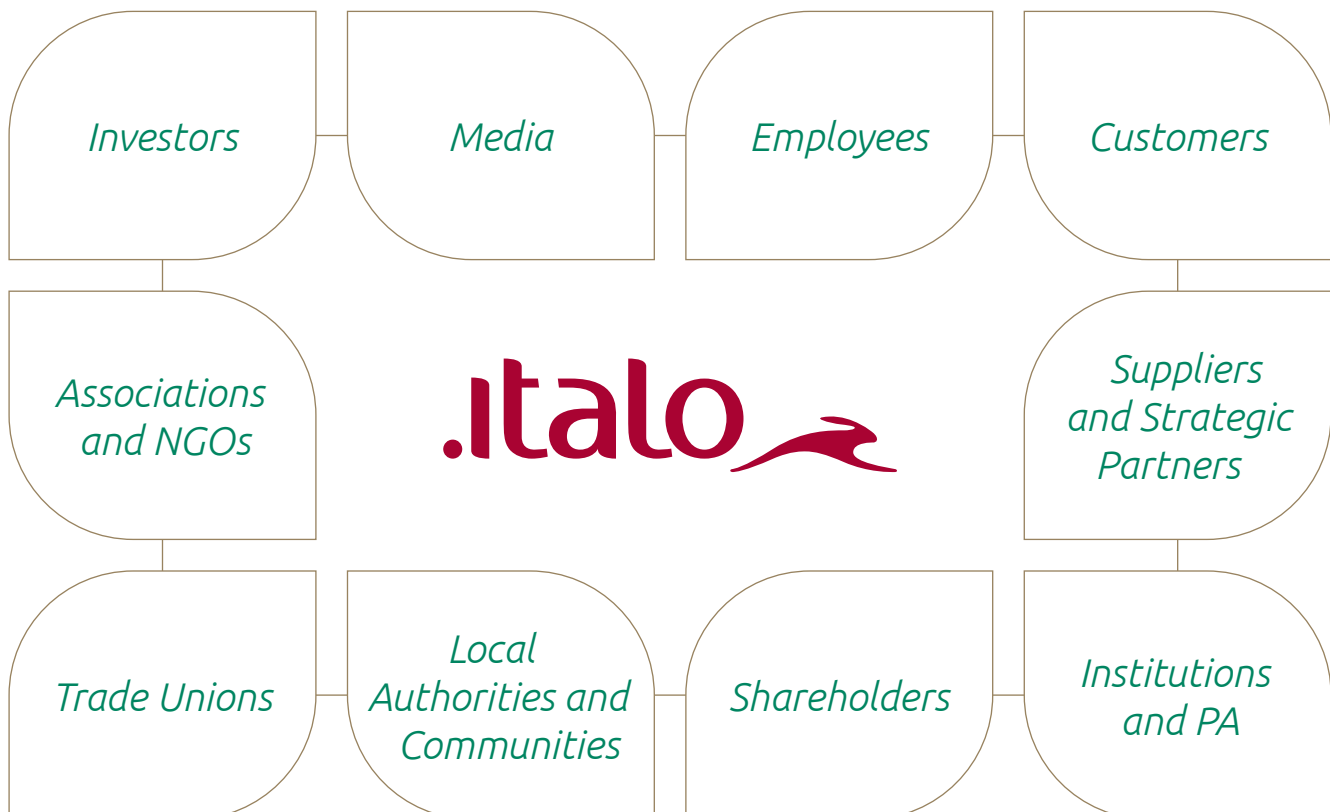 Investors
Media
Employees
Customers
Associations
and NGOs
.italo
Suppliers
and Strategic
Partners
Trade Unions
Local
Authorities and
Communities
Shareholders
Institutions
and PA